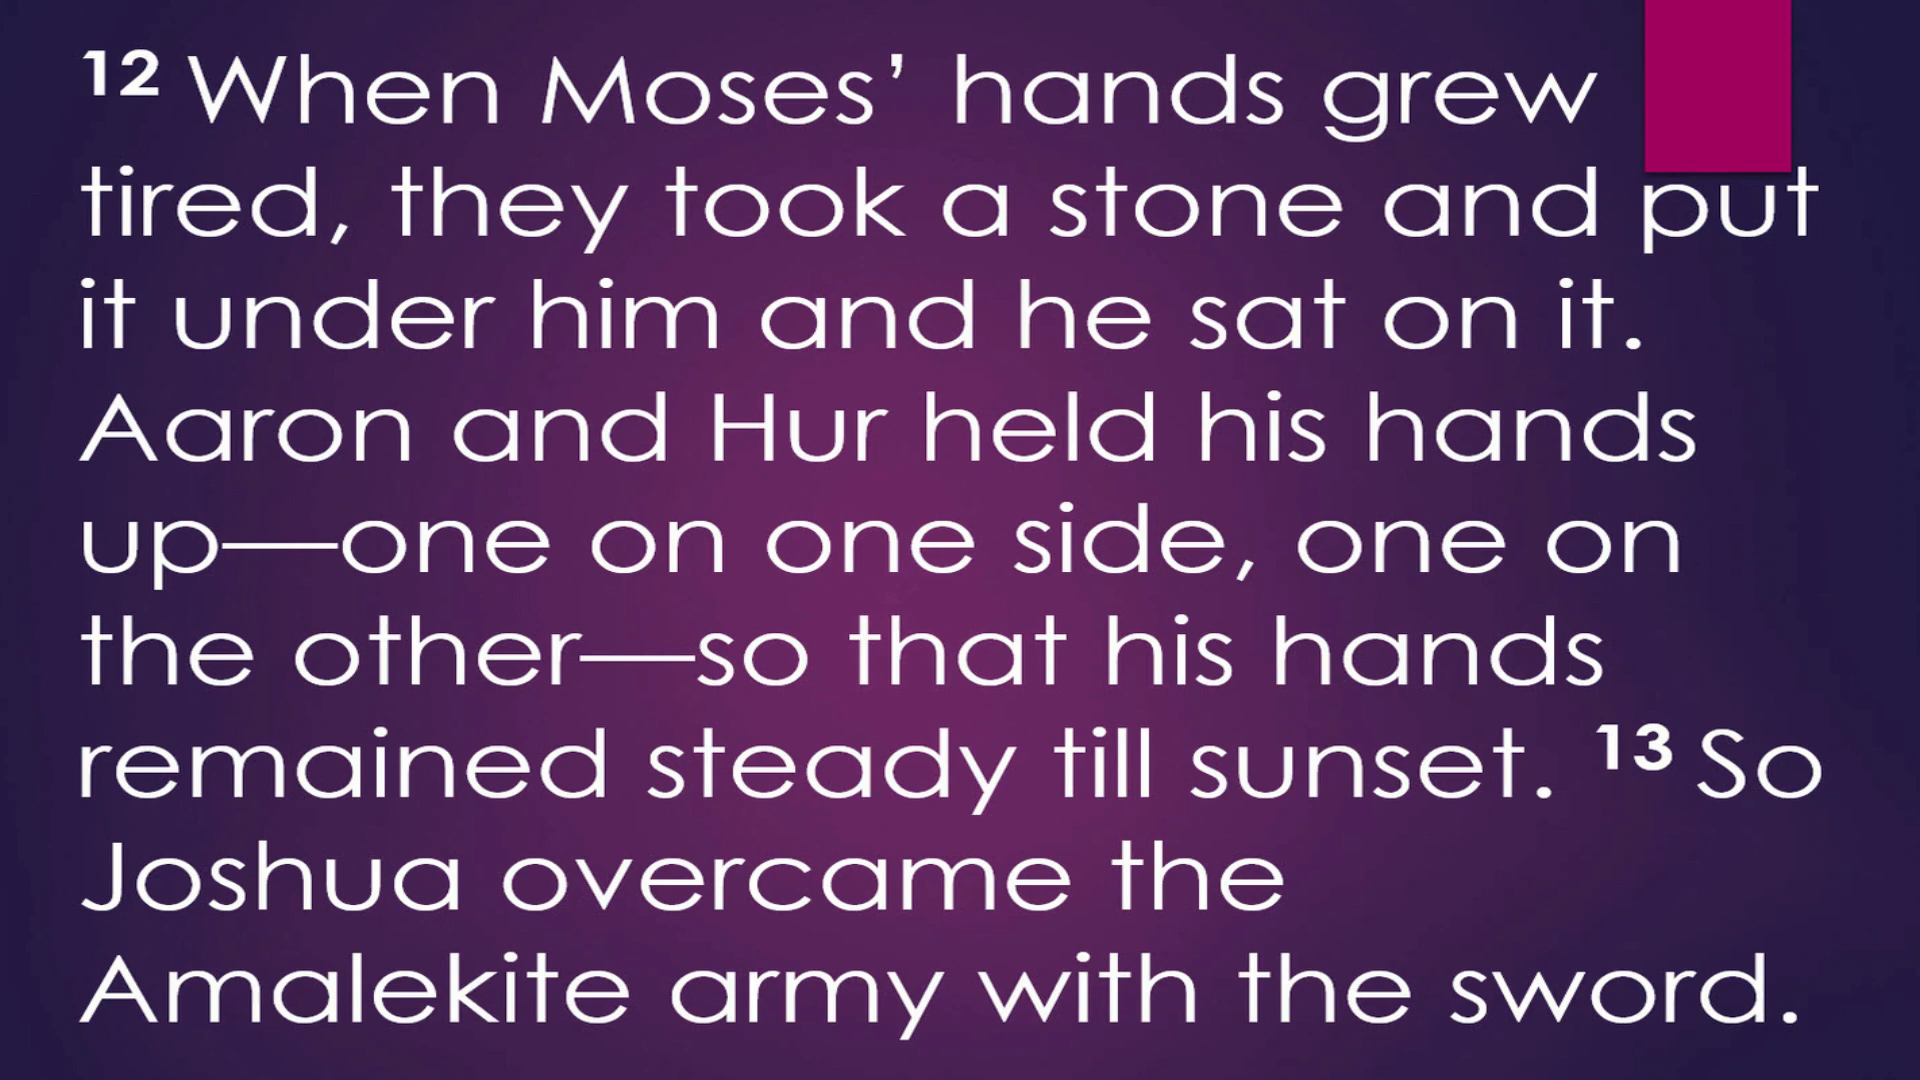 12 When Moses’ hands grew
tired, they took a stone and put
it under him and he sat on it.
Aaron and Hur held his hands
up—one on one side, one on
the other—so that his hands
remained steady till sunset. 13 So
Joshua overcame the
Amalekite army with the sword.